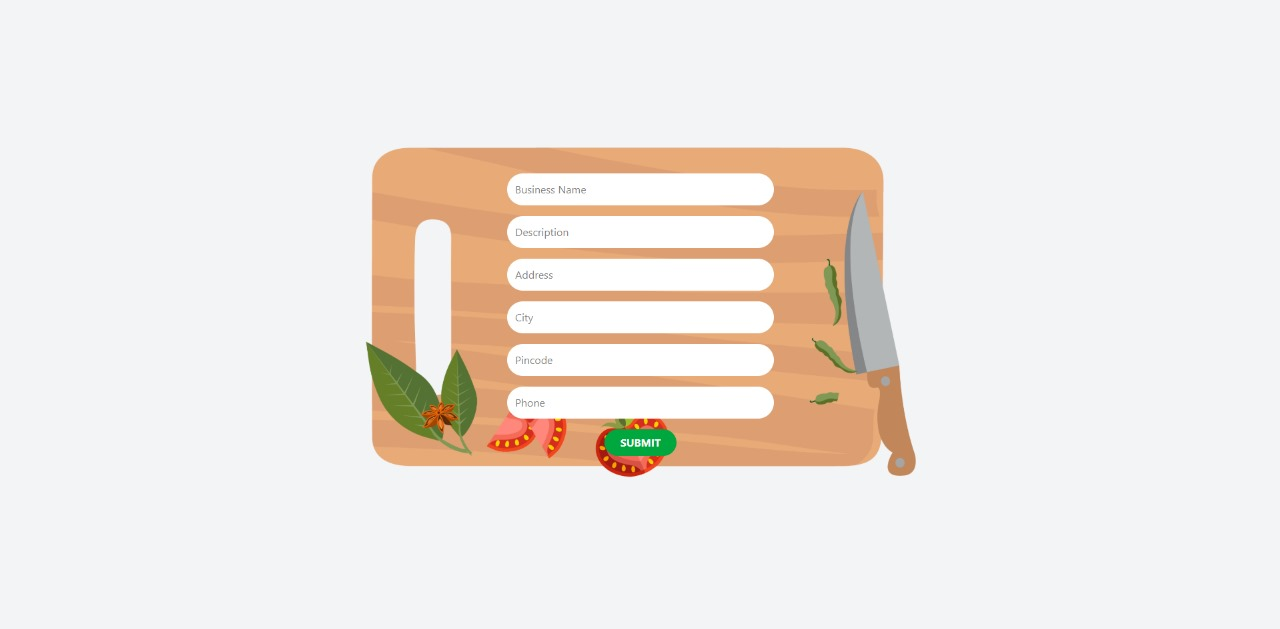 Business Name
Description
Address
City
Pincode
Phone
SUBMIT